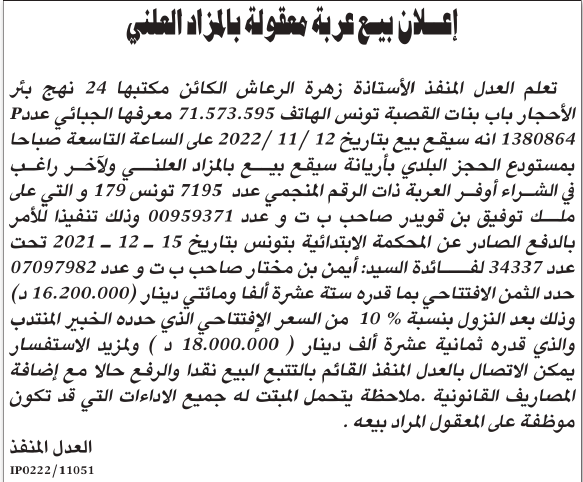 إعلان بيع عربة معقولة بالمزاد العلني
تعلم العدل المنفذ الأستاذة زهرة الرعاش الكائن مكتبها 24 نهج بئر
الأحجار باب بنات القصبة تونس الهاتف 71.573.595 معرفها الجبائي عددP
1380864 انه سيقع بيع بتاريخ 12 /11 /2022 على الساعة التاسعة صباحا
بمستودع الحجز البلدي بأريانة سيقع بيع بالمزاد العلني ولآخر راغب
في الشراء أوفر العربة ذات الرقم المنجمي عدد 7195 تونس 179 و التي على
ملك توفيق بن قويدر صاحب ب ت و عدد 00959371 وذلك تنفيذا للأمر
بالدفع الصادر عن المحكمة الابتدائية بتونس بتاريخ 15 ـ 12 ـ 2021 تحت
عدد 34337 لفائدة السيد: أيمن بن مختار صاحب ب ت و عدد 07097982
حدد الثمن الافتتاحي بما قدره ستة عشرة ألفا ومائتي دينار (16.200.000 د)
وذلك بعد النزول بنسبة % 10 من السعر الإفتتاحي الذي حدده الخبير المنتدب
والذي قدره ثمانية عشرة ألف دينار ( 18.000.000 د ) ولمزيد الاستفسار
يمكن الاتصال بالعدل المنفذ القائم بالتتبع البيع نقدا والرفع حالا مع إضافة
المصاريف القانونية .ملاحظة يتحمل المبتت له جميع الاداءات التي قد تكون
موظفة على المعقول المراد بيعه .
العدل المنفذ
IP0222/11051